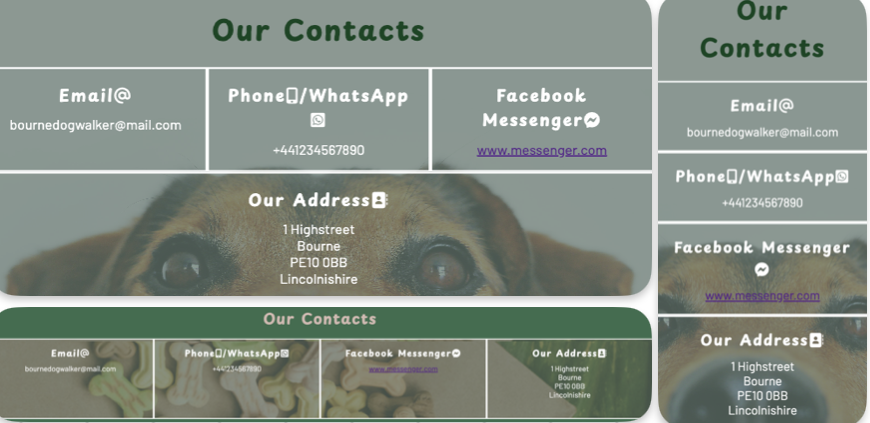 Our Contacts
Email@
bournedogwalker@mail.com
Phone/WhatsApp
+441234567890
Facebook
Messenger
www.messenger.com
Our Address
1 Highstreet
Bourne
PE10 0BB
Lincolnishire
Our Contacts
Email@
bournedogwalker@mail.com
Phone/WhatsApp
+441234567890
Facebook Messenger
www.messenger.com
Our Address
1 Highstreet
Bourne
PE10 0BB
Lincolnishire
Our
Contacts
Email@
bournedogwalker@mail.com
Phone/WhatsApp
+441234567890
Facebook Messenger
www.messenger.com
Our Address
1 Highstreet
Bourne
PE10 0BB
Lincolnishire